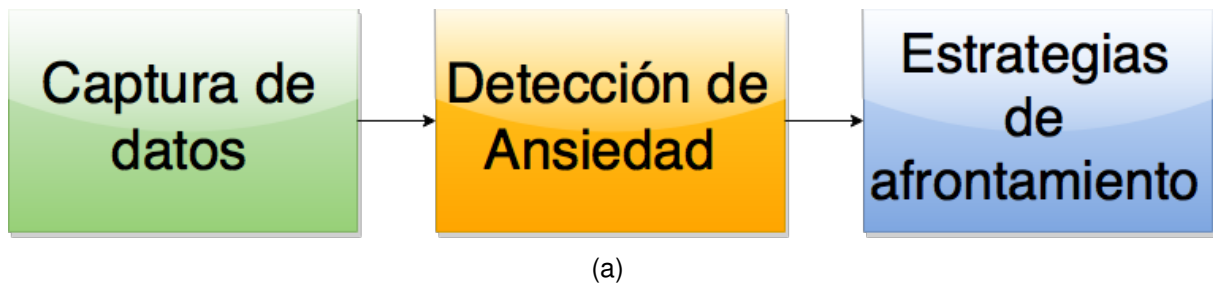 Captura de
datos
Detección de
Ansiedad
Estrategias
de
afrontamiento
(a)